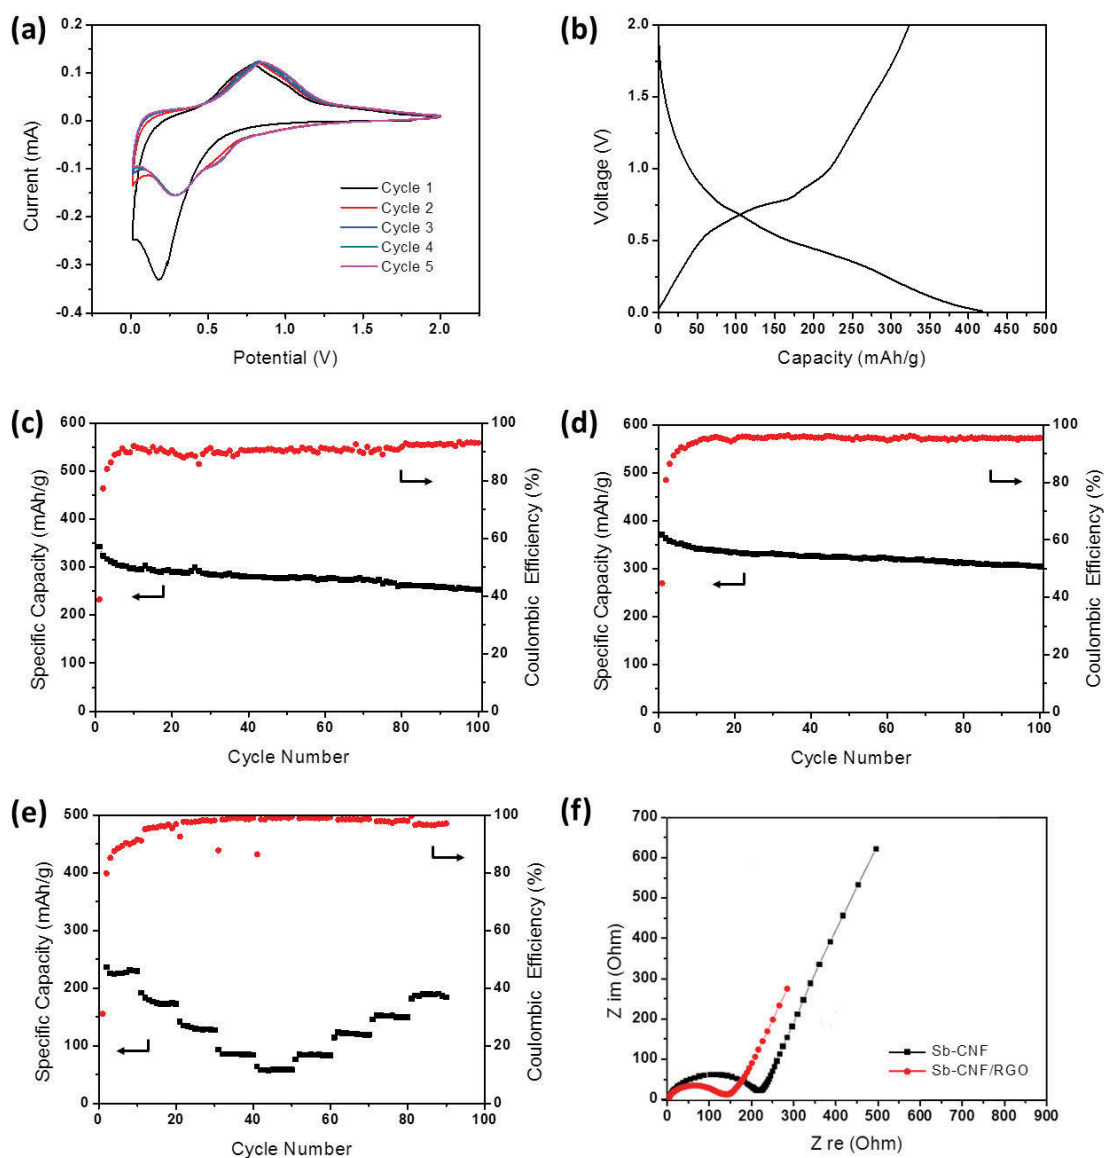 (a)
0.2
0.1
0.0
-0.1
-0.2
-0.3
-0.4
Current (mA)
Cycle 1
Cycle 2
Cycle 3
Cycle 4
Cycle 5
0.0 0.5 1.0 1.5 2.0
Potential (V)
(b)
2.0
1.5
1.0
0.5
0.0
Voltage (V)
0 50 100 150 200 250 300 350 400 450 500
Capacity (mAh/g)
(c)
600
500
400
300
200
100
0
Specific Capacity (mAh/g)
100
80
60
40
20
0
Coulombic Efficiency (%)
0 20 40 60 80 100
Cycle Number
(d)
600
500
400
300
200
100
0
Specific Capacity (mAh/g)
100
80
60
40
20
0
Coulombic Efficiency (%)
0 20 40 60 80 100
Cycle Number
(e)
500
400
300
200
100
0
Specific Capacity (mAh/g)
100
80
60
40
20
0
Coulombic Efficiency (%)
0 20 40 60 80 100
Cycle Number
(f)
700
600
500
400
300
200
100
0
Z im (Ohm)
Sb-CNF
Sb-CNF/RGO
0 100 200 300 400 500 600 700 800 900
Z re (Ohm)